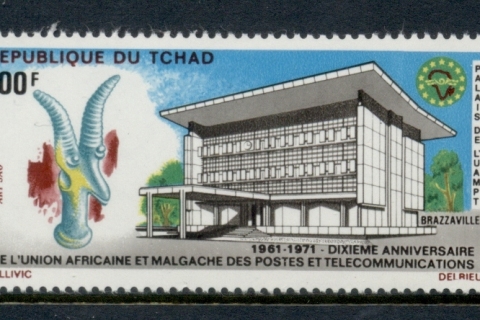 REPUBLIQUE DU TCHAD
00F
PALAIS DE L'UAMPT
BRAZZAVILLE
1961-1971 - DIXIEME ANNIVERSAIRE
E L'UNION AFRICAINE ET MALGACHE DES POSTES ET TELECOMMUNICATIONS
LLIVIC
DELRIEU